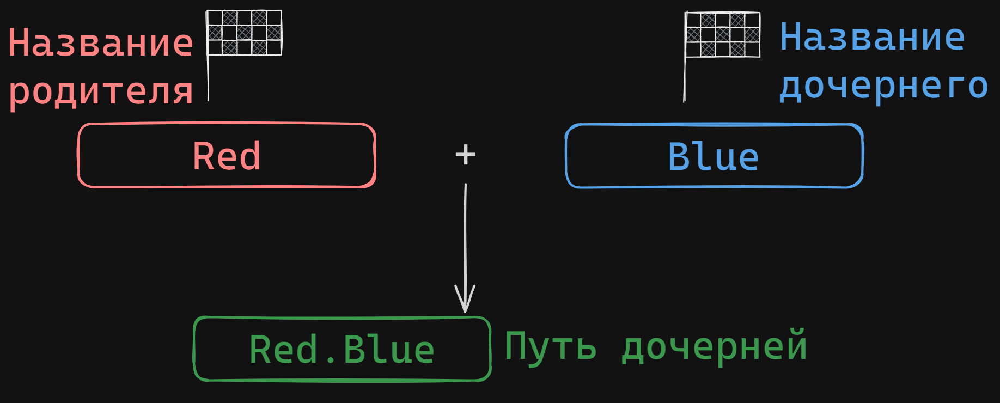 Название
родителя
Название
дочернего
Red
+
Blue
Red.Blue
Путь дочерней